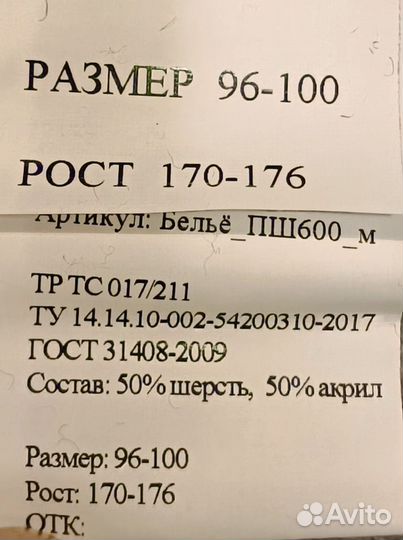 РАЗМЕР 96-100
РОСТ 170-176
Артикул: Бельё_ПШ600_м
ТР ТС 017/211
ТУ 14.14.10-002-54200310-2017
ГОСТ 31408-2009
Состав: 50% шерсть, 50% акрил
Размер: 96-100
Рост: 170-176
ОТК:
Avito